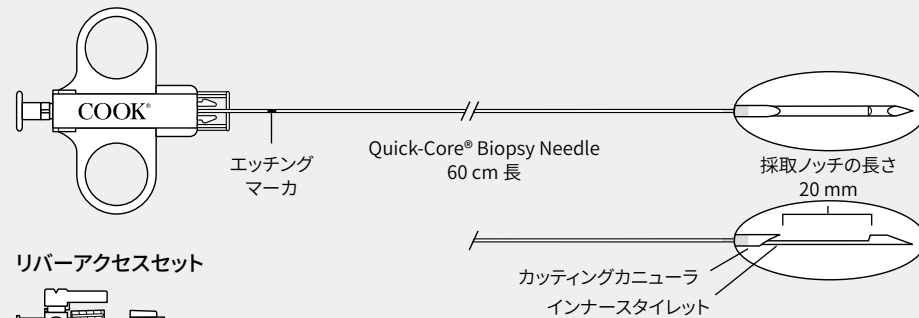 COOK®
エッチング
マーカ
Quick-Core® Biopsy Needle
60 cm 長
採取ノッチの長さ
20 mm
カッティングカニューラ
インナースタイレット
リバーアクセスセット